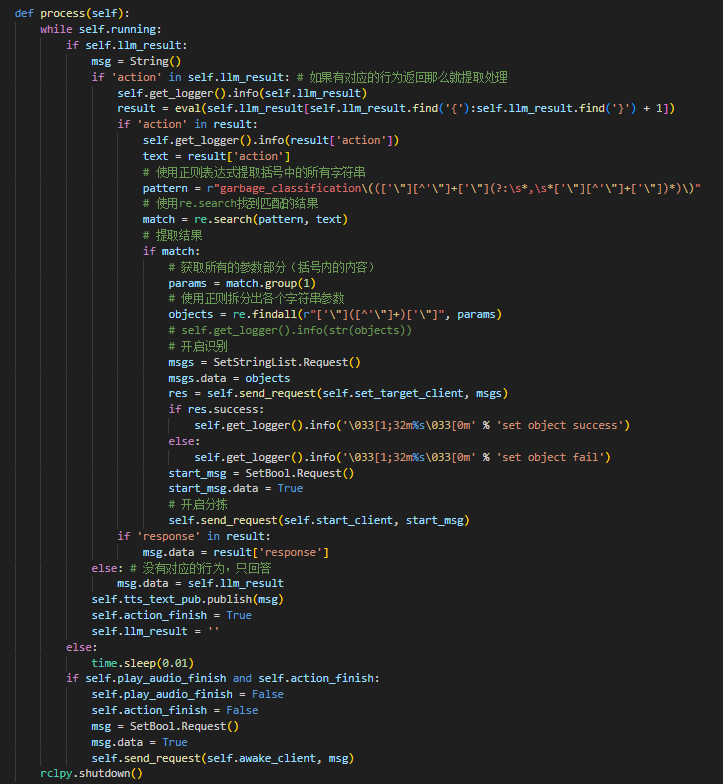 def process(self):
    while self.running:
        if self.llm_result:
            msg = String()
            if 'action' in self.llm_result: # 如果有对应的行为返回那么就提取处理
                self.get_logger().info(self.llm_result)
                result = eval(self.llm_result[self.llm_result.find('{'):self.llm_result.find('}') + 1])
                if 'action' in result:
                    self.get_logger().info(result['action'])
                    text = result['action']
                    # 使用正则表达式提取括号中的所有字符串
                    pattern = r"garbage_classification\((['\"][^'\"]+['\"](?:\s*,\s*['\"][^'\"]+['\"])*)\)"
                    # 使用re.search找到匹配的结果
                    match = re.search(pattern, text)
                    # 提取结果
                    if match:
                        # 获取所有的参数部分（括号内的内容）
                        params = match.group(1)
                        # 使用正则拆分出各个字符串参数
                        objects = re.findall(r"['\"]([^'\"]+)['\"]", params)
                        # self.get_logger().info(str(objects))
                        # 开启识别
                        msgs = SetStringList.Request()
                        msgs.data = objects
                        res = self.send_request(self.set_target_client, msgs)
                        if res.success:
                            self.get_logger().info('\033[1;32m%s\033[0m' % 'set object success')
                        else:
                            self.get_logger().info('\033[1;32m%s\033[0m' % 'set object fail')
                        start_msg = SetBool.Request()
                        start_msg.data = True
                        # 开启分拣
                        self.send_request(self.start_client, start_msg)
                if 'response' in result:
                    msg.data = result['response']
            else: # 没有对应的行为，只回答
                msg.data = self.llm_result
            self.tts_text_pub.publish(msg)
            self.action_finish = True
            self.llm_result = ''
        else:
            time.sleep(0.01)
        if self.play_audio_finish and self.action_finish:
            self.play_audio_finish = False
            self.action_finish = False
            msg = SetBool.Request()
            msg.data = True
            self.send_request(self.awake_client, msg)
    rclpy.shutdown()